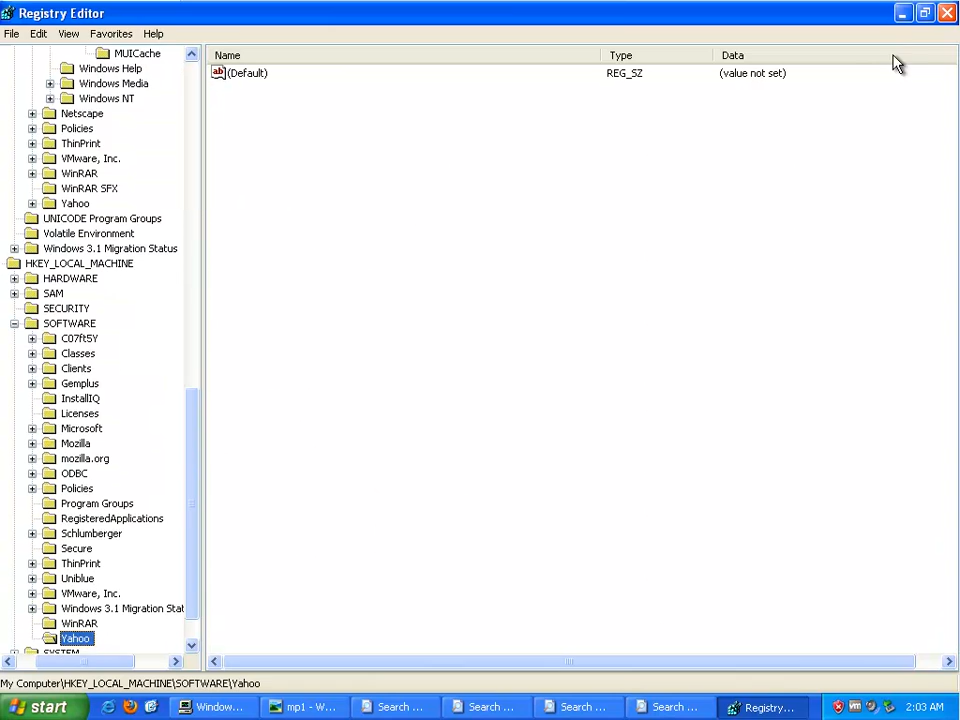 Registry Editor
File Edit View Favorites Help
Name Type Data
ab (Default) REG_SZ (value not set)
MUICache
Windows Help
Windows Media
Windows NT
Netscape
Policies
ThinPrint
VMware, Inc.
WinRAR
WinRAR SFX
Yahoo
UNICODE Program Groups
Volatile Environment
Windows 3.1 Migration Status
HKEY_LOCAL_MACHINE
HARDWARE
SAM
SECURITY
SOFTWARE
C07ft5Y
Classes
Clients
Gemplus
InstallIQ
Licenses
Microsoft
Mozilla
mozilla.org
ODBC
Policies
Program Groups
RegisteredApplications
Schlumberger
Secure
ThinPrint
Uniblue
VMware, Inc.
Windows 3.1 Migration Stat
WinRAR
Yahoo
SYSTEM
My Computer\HKEY_LOCAL_MACHINE\SOFTWARE\Yahoo
start Window... mp1 - W... Search ... Search ... Search ... Search ... Registry... 2:03 AM